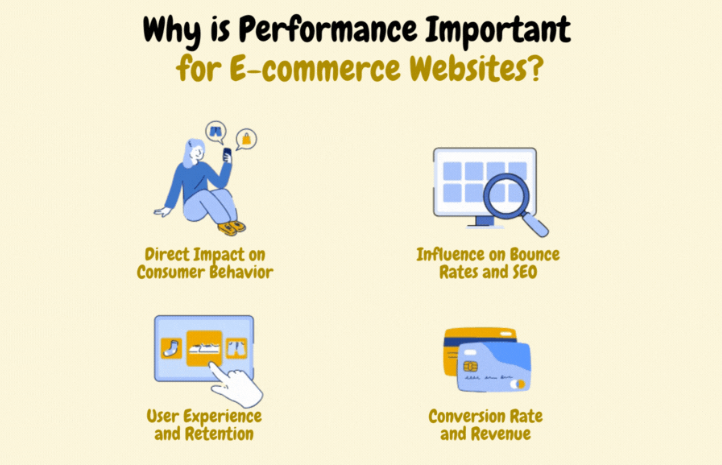 Why is Performance Important
for E-commerce Websites?
Direct Impact on
Consumer Behavior
Influence on Bounce
Rates and SEO
User Experience
and Retention
Conversion Rate
and Revenue